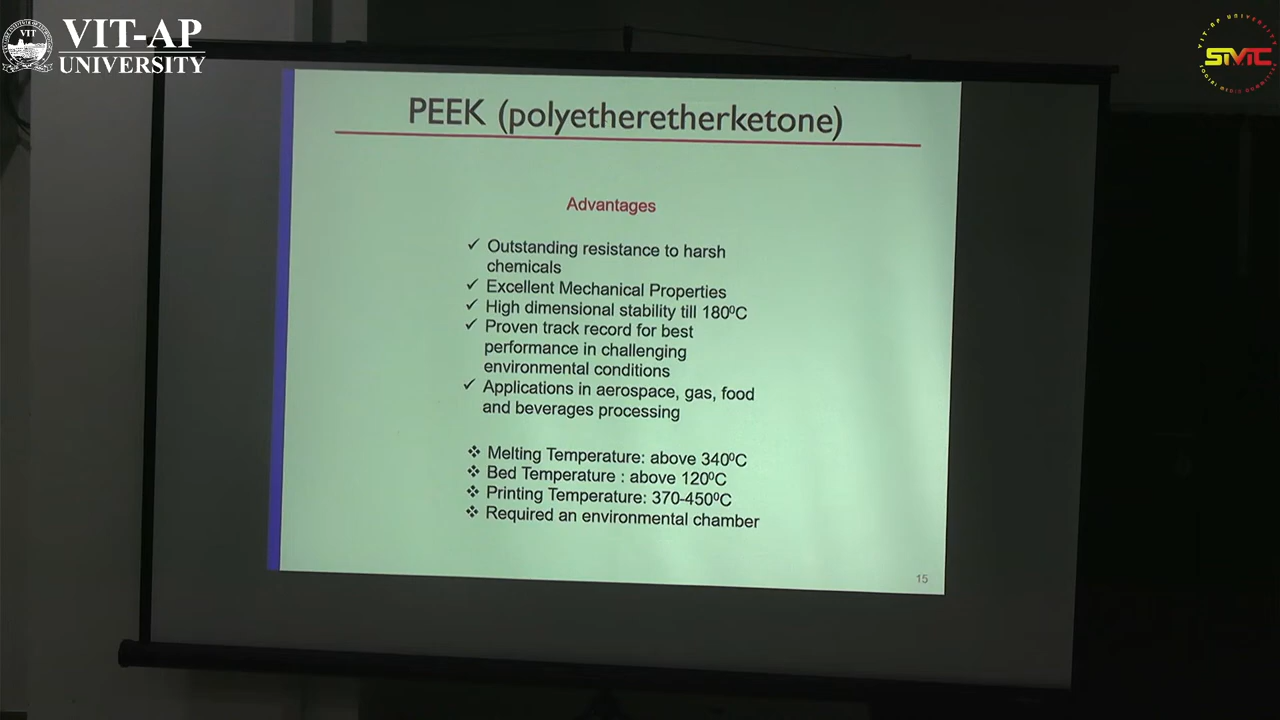 VIT-AP
UNIVERSITY
VIT
SMC
PEEK (polyetheretherketone)
Advantages
✓ Outstanding resistance to harsh
chemicals
✓ Excellent Mechanical Properties
✓ High dimensional stability till 180⁰C
✓ Proven track record for best
performance in challenging
environmental conditions
✓ Applications in aerospace, gas, food
and beverages processing
❖ Melting Temperature: above 340⁰C
❖ Bed Temperature : above 120⁰C
❖ Printing Temperature: 370-450⁰C
❖ Required an environmental chamber
15